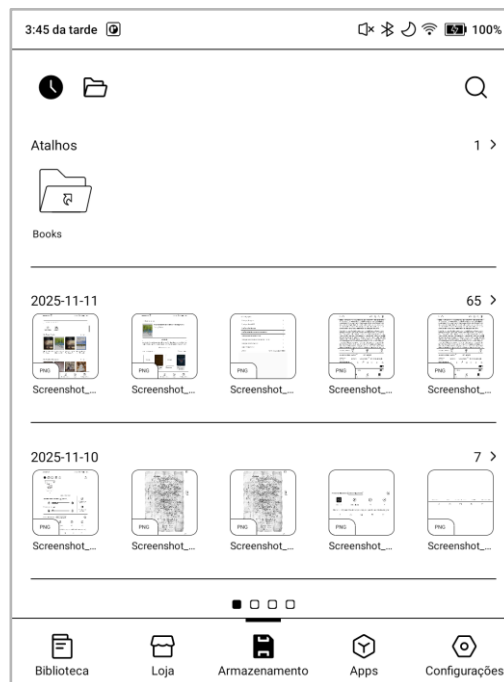 3:45 da tarde 100%
Atalhos 1
Books
2025-11-11 65
PNG PNG PNG PNG PNG
Screenshot_... Screenshot_... Screenshot_... Screenshot_... Screenshot_...
2025-11-10 7
PNG PNG PNG PNG PNG
Screenshot_... Screenshot_... Screenshot_... Screenshot_... Screenshot_...
Biblioteca Loja Armazenamento Apps Configurações